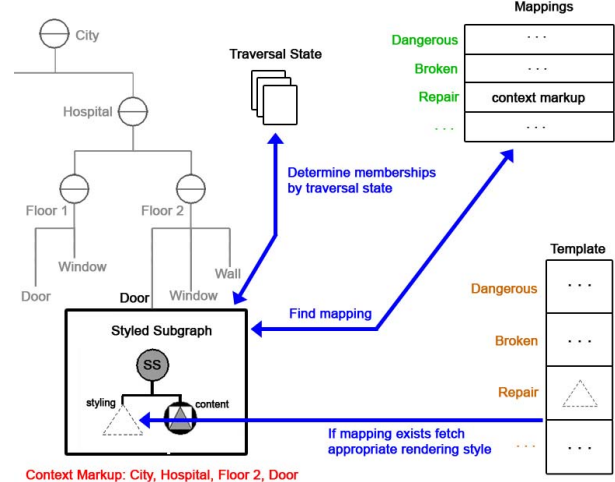 City
Hospital
Floor 1
Floor 2
Door
Window
Window
Wall
Door
Traversal State
Determine memberships
by traversal state
Mappings
Dangerous
. . .
Broken
. . .
Repair
context markup
. . .
. . .
Find mapping
Template
Dangerous
. . .
Broken
. . .
Repair
. . .
. . .
Styled Subgraph
SS
styling
content
If mapping exists fetch
appropriate rendering style
Context Markup: City, Hospital, Floor 2, Door